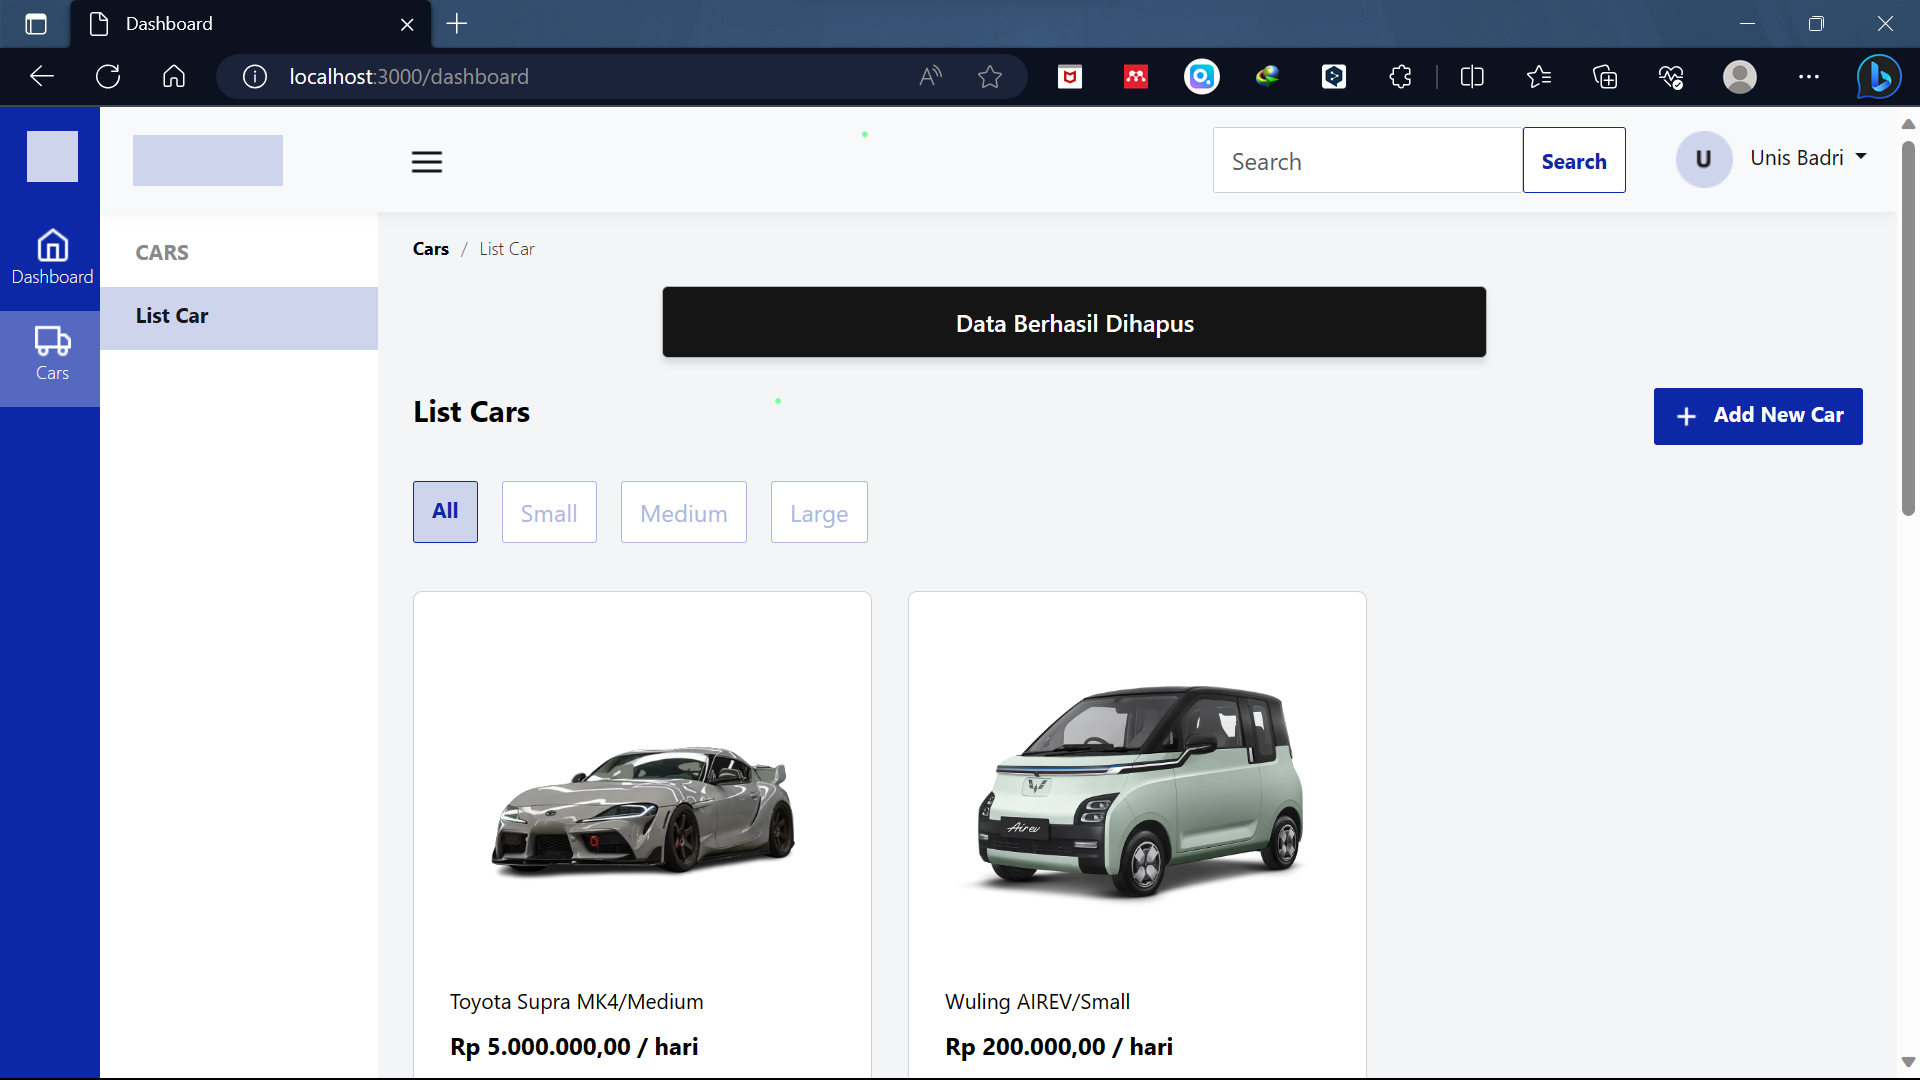 Dashboard
localhost:3000/dashboard
Search
Search
U
Unis Badri
Dashboard
Cars
CARS
List Car
Cars / List Car
Data Berhasil Dihapus
List Cars
+ Add New Car
All
Small
Medium
Large
Airev
Toyota Supra MK4/Medium
Rp 5.000.000,00 / hari
Wuling AIREV/Small
Rp 200.000,00 / hari